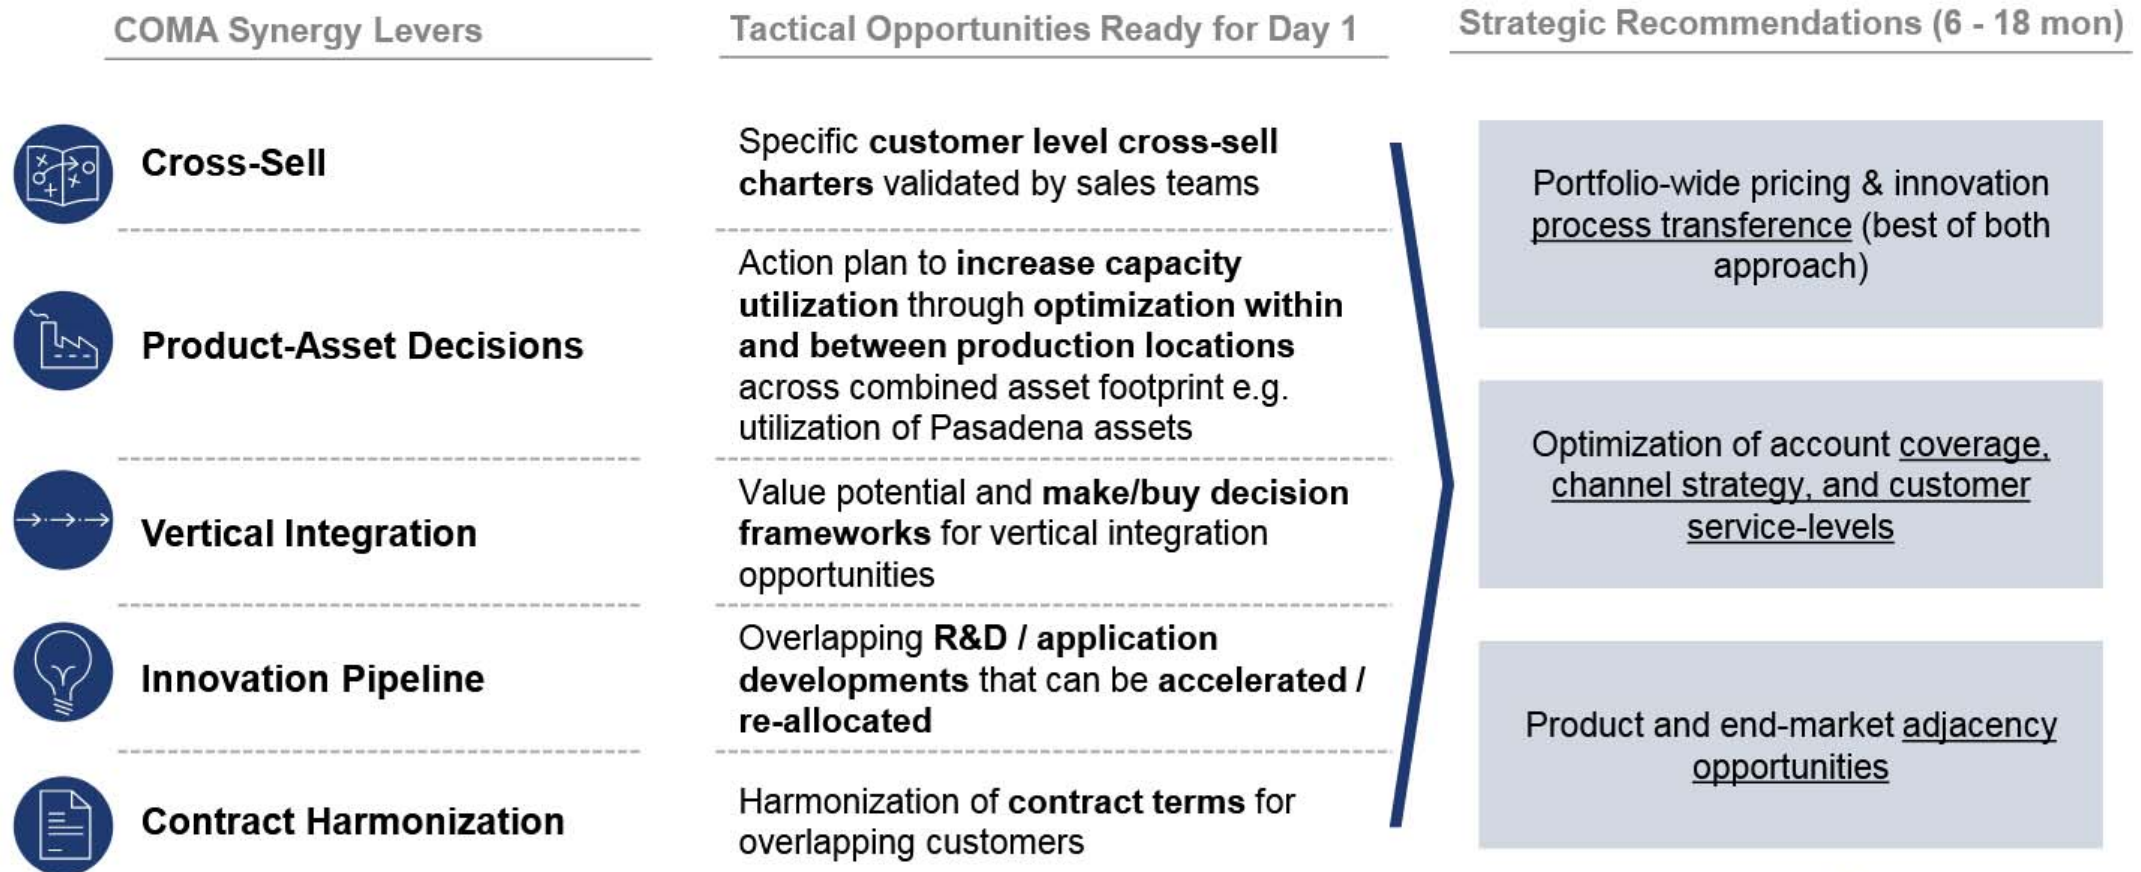 COMA Synergy Levers
Tactical Opportunities Ready for Day 1
Strategic Recommendations (6 - 18 mon)
Cross-Sell
Specific customer level cross-sell
charters validated by sales teams
Product-Asset Decisions
Action plan to increase capacity
utilization through optimization within
and between production locations
across combined asset footprint e.g.
utilization of Pasadena assets
Vertical Integration
Value potential and make/buy decision
frameworks for vertical integration
opportunities
Innovation Pipeline
Overlapping R&D / application
developments that can be accelerated /
re-allocated
Contract Harmonization
Harmonization of contract terms for
overlapping customers
Portfolio-wide pricing & innovation
process transference (best of both
approach)
Optimization of account coverage,
channel strategy, and customer
service-levels
Product and end-market adjacency
opportunities